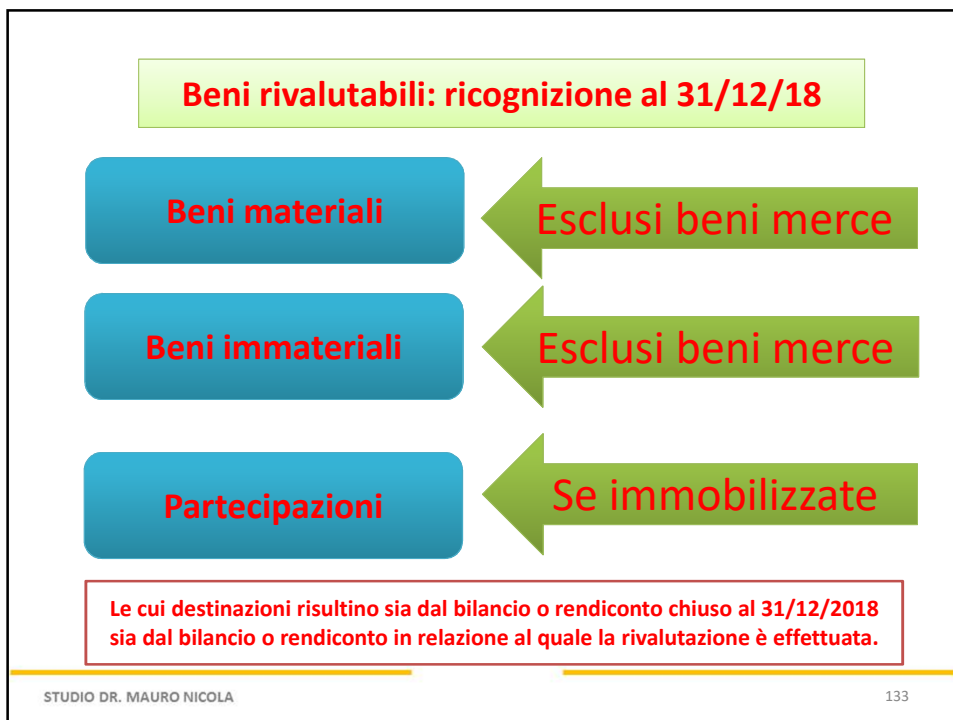 Beni rivalutabili: ricognizione al 31/12/18
Beni materiali
Esclusi beni merce
Beni immateriali
Esclusi beni merce
Partecipazioni
Se immobilizzate
Le cui destinazioni risultino sia dal bilancio o rendiconto chiuso al 31/12/2018
sia dal bilancio o rendiconto in relazione al quale la rivalutazione è effettuata.
STUDIO DR. MAURO NICOLA
133